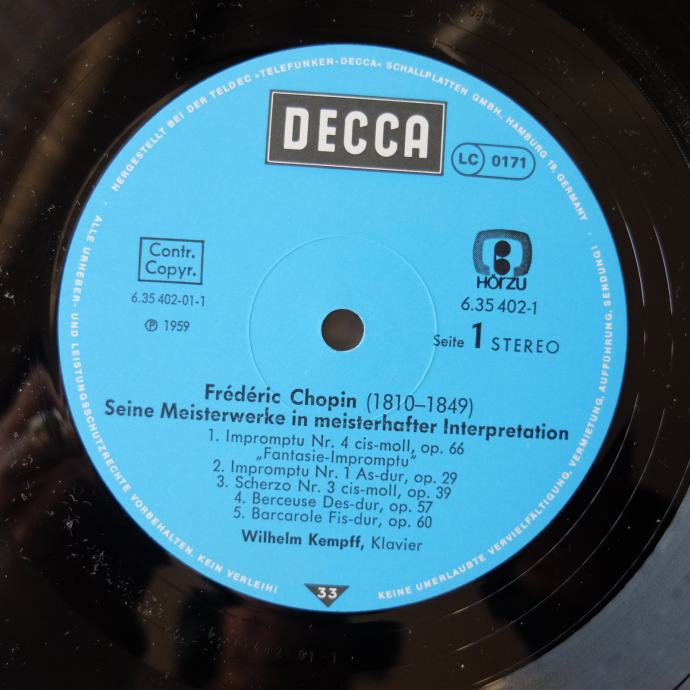 HERGESTELLT BEI DER TELDEC »TELEFUNKEN-DECCA« SCHALLPLATTEN GMBH, HAMBURG 19, GERMANY
DECCA
LC 0171
Contr.
Copyr.
6.35 402-01-1
℗ 1959
HÖRZU
6.35 402-1
Seite 1 STEREO
Frédéric Chopin (1810–1849)
Seine Meisterwerke in meisterhafter Interpretation
1. Impromptu Nr. 4 cis-moll, op. 66
„Fantasie-Impromptu“
2. Impromptu Nr. 1 As-dur, op. 29
3. Scherzo Nr. 3 cis-moll, op. 39
4. Berceuse Des-dur, op. 57
5. Barcarole Fis-dur, op. 60
Wilhelm Kempff, Klavier
33
ALLE URHEBER- UND LEISTUNGSSCHUTZRECHTE VORBEHALTEN. KEIN VERLEIH!
KEINE UNERLAUBTE VERVIELFÄLTIGUNG, VERMIETUNG, AUFFÜHRUNG, SENDUNG!